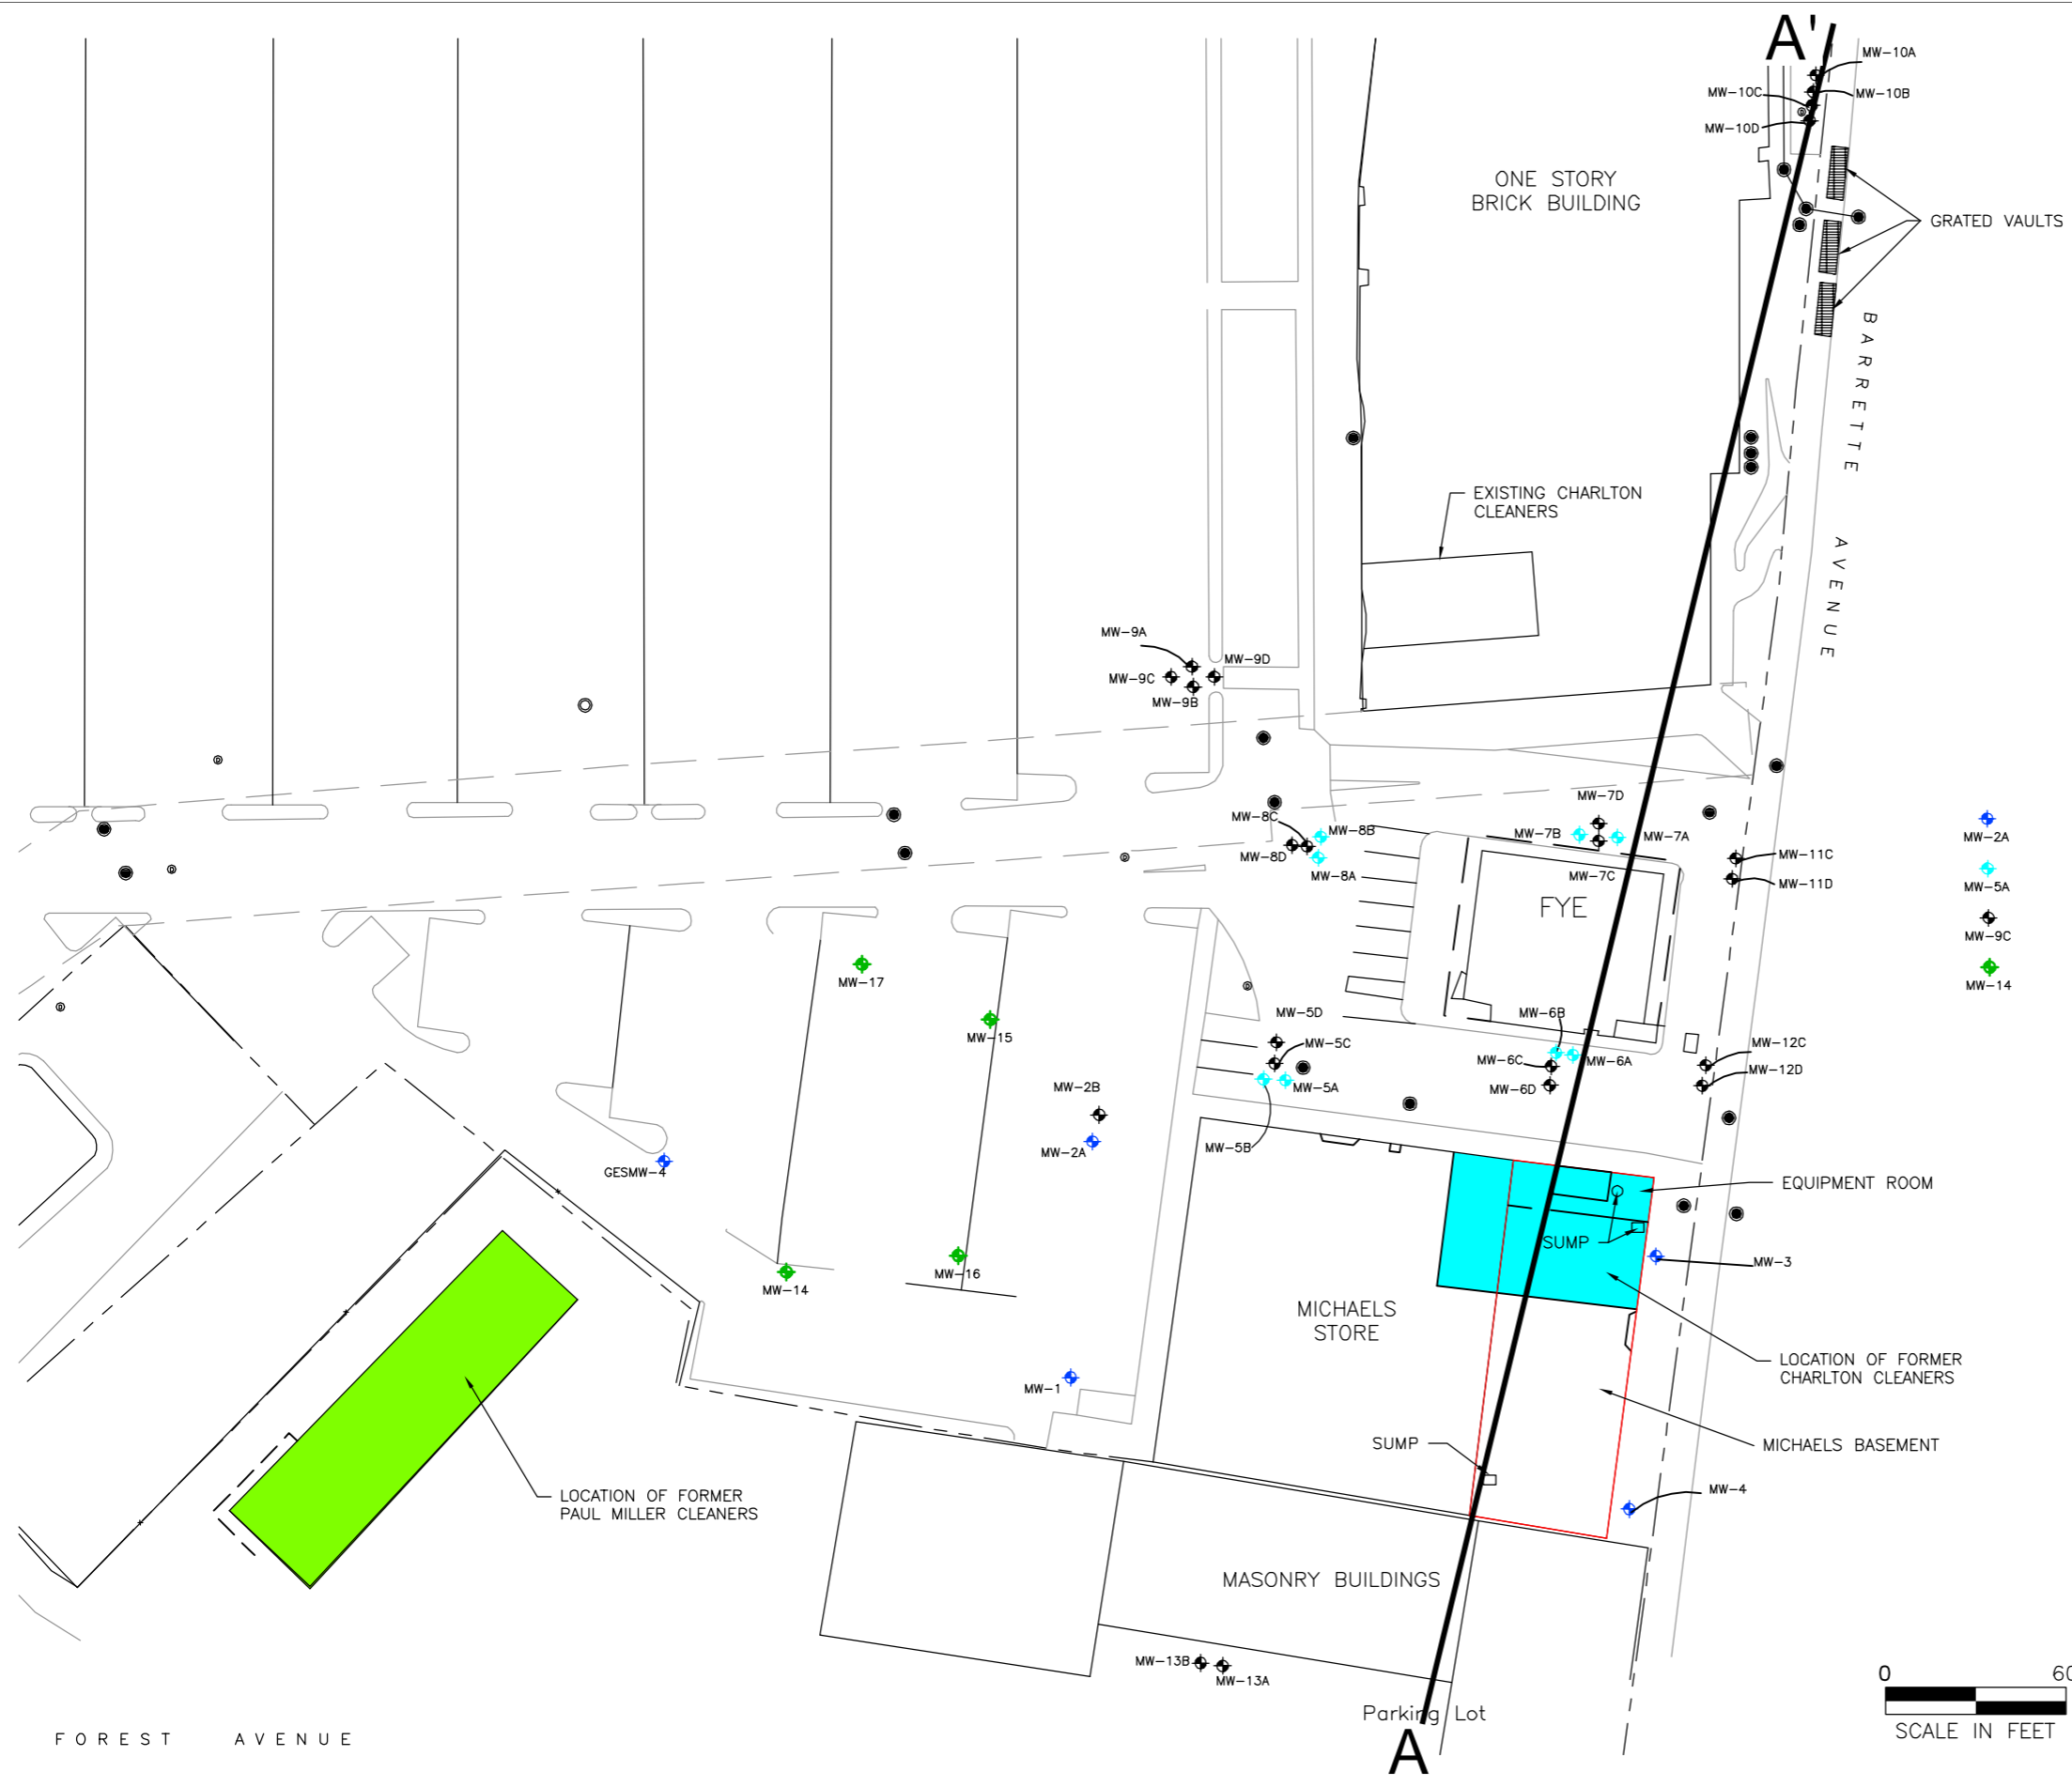 A'
MW-10A
MW-10C
MW-10B
MW-10D
ONE STORY
BRICK BUILDING
GRATED VAULTS
BARRETTE AVENUE
EXISTING CHARLTON
CLEANERS
MW-9A
MW-9D
MW-9C
MW-9B
MW-7D
MW-8C
MW-8B
MW-7B
MW-7A
MW-2A
MW-8D
MW-11C
MW-8A
MW-7C
MW-11D
MW-5A
FYE
MW-9C
MW-17
MW-14
MW-5D
MW-6B
MW-15
MW-5C
MW-12C
MW-6C
MW-6A
MW-12D
MW-2B
MW-5A
MW-6D
MW-2A
MW-5B
GESMW-4
EQUIPMENT ROOM
SUMP
MW-3
MW-16
MW-14
MICHAELS
STORE
LOCATION OF FORMER
CHARLTON CLEANERS
MW-1
SUMP
MICHAELS BASEMENT
MW-4
LOCATION OF FORMER
PAUL MILLER CLEANERS
MASONRY BUILDINGS
MW-13B
MW-13A
0 60
Parking Lot
SCALE IN FEET
FOREST AVENUE
A